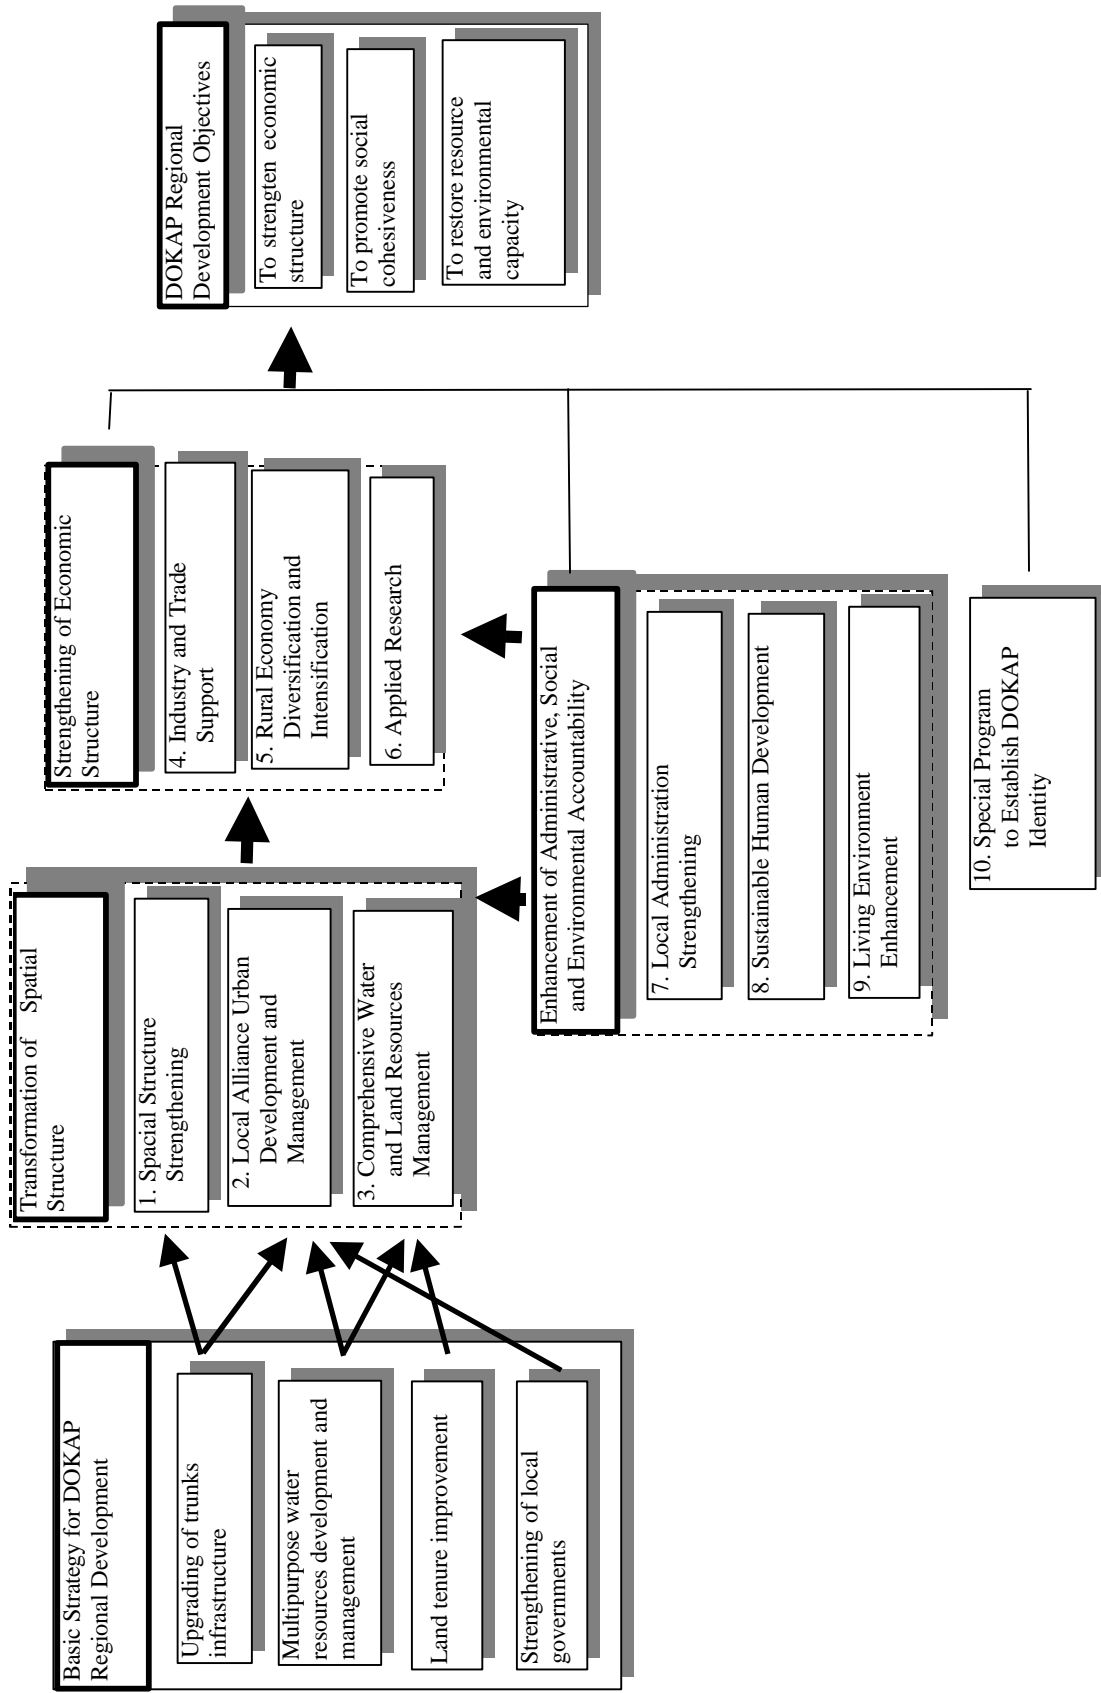 Basic Strategy for DOKAP
Regional Development
Upgrading of trunks
infrastructure
Multipurpose water
resources development and
management
Land tenure improvement
Strengthening of local
governments
Transformation of Spatial
Structure
1. Spacial Structure
Strengthening
2. Local Alliance Urban
Development and
Management
3. Comprehensive Water
and Land Resources
Management
Strengthening of Economic
Structure
4. Industry and Trade
Support
5. Rural Economy
Diversification and
Intensification
6. Applied Research
Enhancement of Administrative, Social
and Environmental Accountability
7. Local Administration
Strengthening
8. Sustainable Human Development
9. Living Environment
Enhancement
10. Special Program
to Establish DOKAP
Identity
DOKAP Regional
Development Objectives
To strengten economic
structure
To promote social
cohesiveness
To restore resource
and environmental
capacity